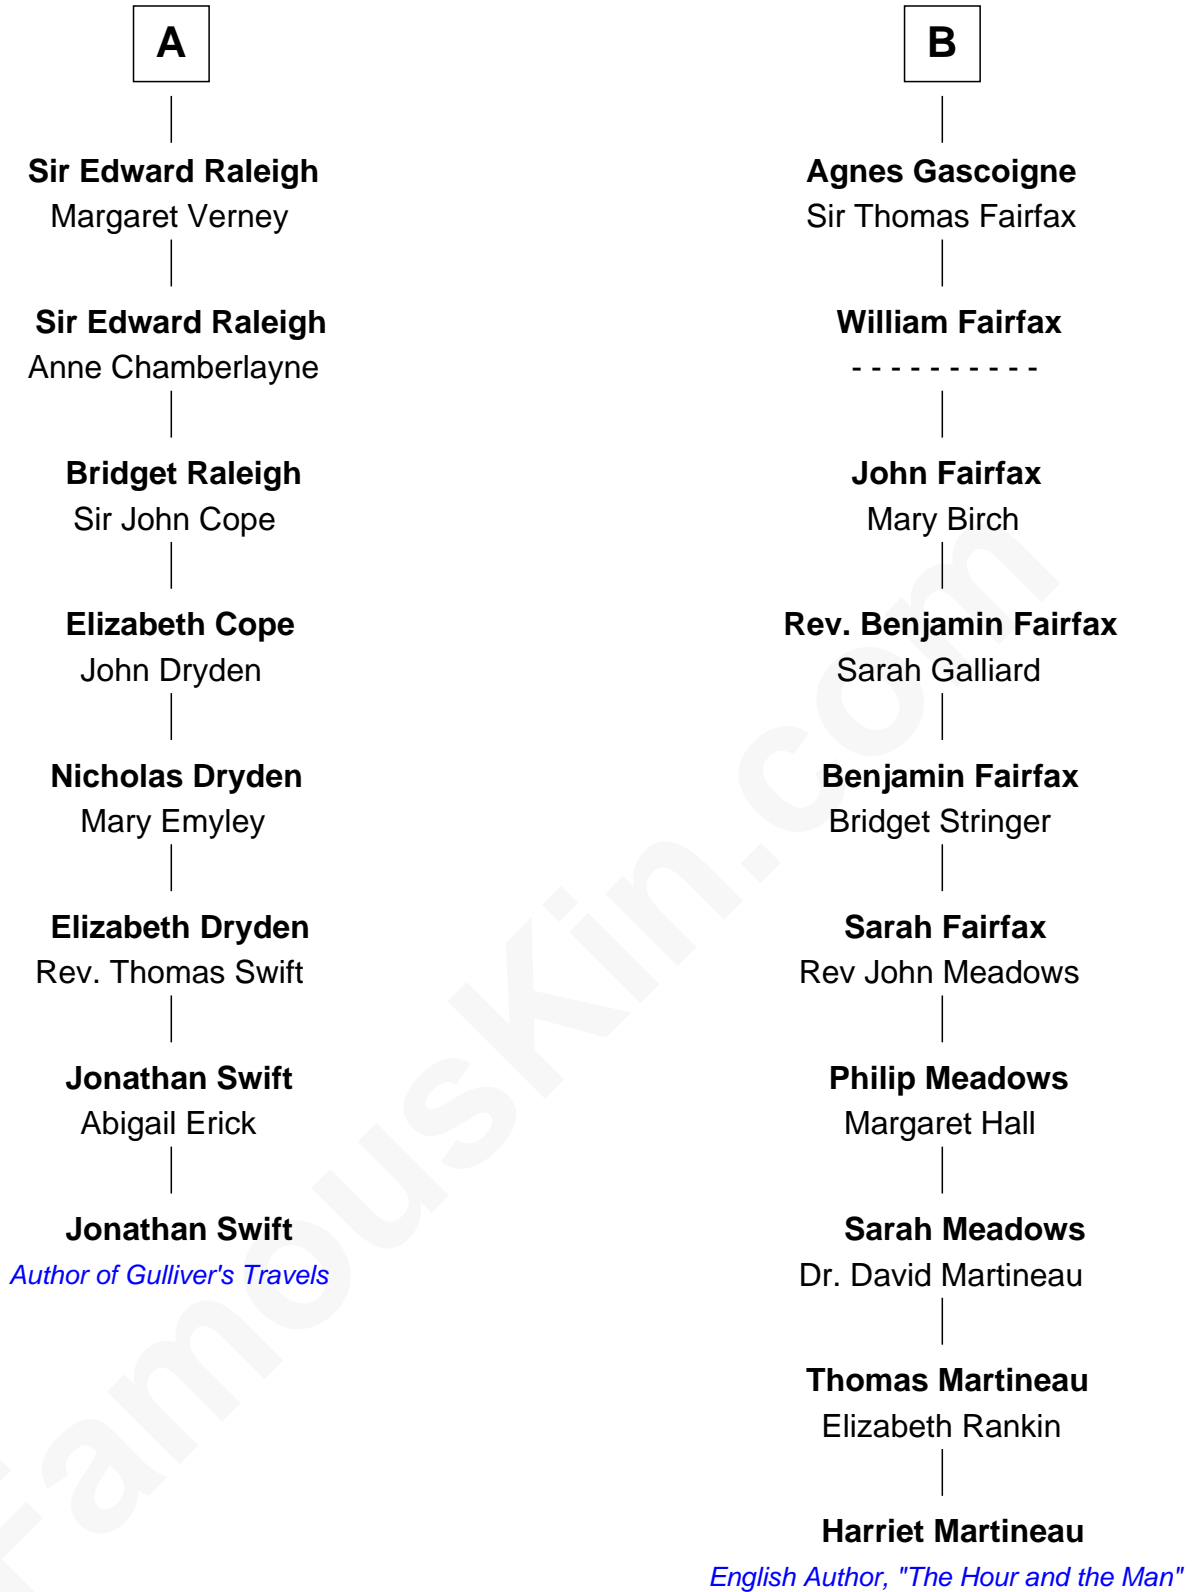 A
Sir Edward Raleigh
Margaret Verney
Sir Edward Raleigh
Anne Chamberlayne
Bridget Raleigh
Sir John Cope
Elizabeth Cope
John Dryden
Nicholas Dryden
Mary Emyley
Elizabeth Dryden
Rev. Thomas Swift
Jonathan Swift
Abigail Erick
Jonathan Swift
Author of Gulliver's Travels
B
Agnes Gascoigne
Sir Thomas Fairfax
William Fairfax
- - - - - - - - - -
John Fairfax
Mary Birch
Rev. Benjamin Fairfax
Sarah Galliard
Benjamin Fairfax
Bridget Stringer
Sarah Fairfax
Rev John Meadows
Philip Meadows
Margaret Hall
Sarah Meadows
Dr. David Martineau
Thomas Martineau
Elizabeth Rankin
Harriet Martineau
English Author, "The Hour and the Man"
FamousKin.com